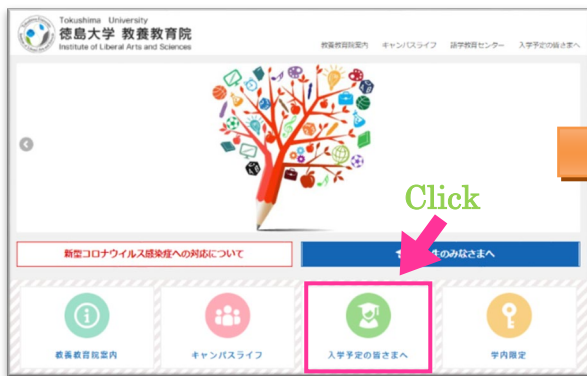 Tokushima University
徳島大学 教養教育院
Institute of Liberal Arts and Sciences
教養教育院案内 キャンパスライフ 語学教育センター 入学予定の皆さまへ
Click
新型コロナウイルス感染症への対応について
生のみなさまへ
教養教育院案内
キャンパスライフ
入学予定の皆さまへ
学内限定